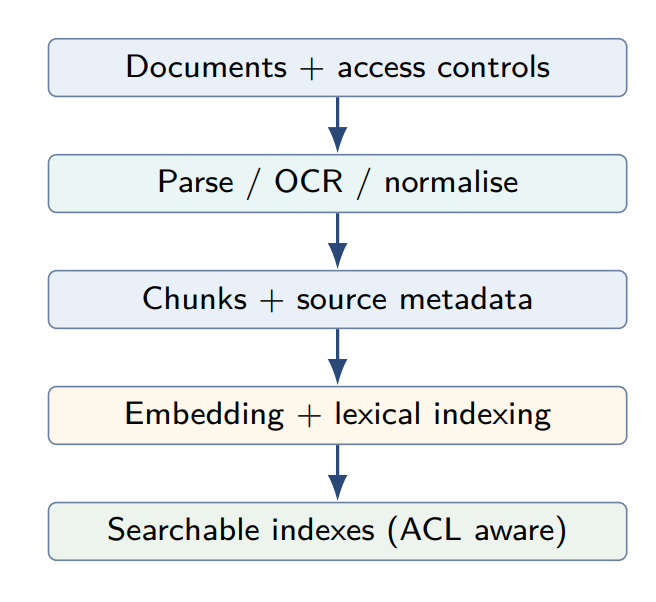 Documents + access controls
Parse / OCR / normalise
Chunks + source metadata
Embedding + lexical indexing
Searchable indexes (ACL aware)